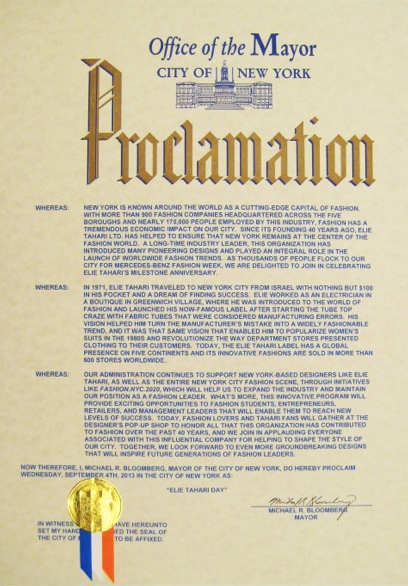 Office of the Mayor
CITY OF NEW YORK
Proclamation
WHEREAS: NEW YORK IS KNOWN AROUND THE WORLD AS A CUTTING-EDGE CAPITAL OF FASHION.
WITH MORE THAN 900 FASHION COMPANIES HEADQUARTERED ACROSS THE FIVE
BOROUGHS AND NEARLY 175,000 PEOPLE EMPLOYED BY THIS INDUSTRY, FASHION HAS A
TREMENDOUS ECONOMIC IMPACT ON OUR CITY. SINCE ITS FOUNDING 40 YEARS AGO, ELIE
TAHARI LTD. HAS HELPED TO ENSURE THAT NEW YORK REMAINS AT THE CENTER OF THE
FASHION WORLD. A LONG-TIME INDUSTRY LEADER, THIS ORGANIZATION HAS
INTRODUCED MANY PIONEERING DESIGNS AND PLAYED AN INTEGRAL ROLE IN THE
LAUNCH OF WORLDWIDE FASHION TRENDS. AS THOUSANDS OF PEOPLE FLOCK TO OUR
CITY FOR MERCEDES-BENZ FASHION WEEK, WE ARE DELIGHTED TO JOIN IN CELEBRATING
ELIE TAHARI'S MILESTONE ANNIVERSARY.
WHEREAS: IN 1971, ELIE TAHARI TRAVELED TO NEW YORK CITY FROM ISRAEL WITH NOTHING BUT $100
IN HIS POCKET AND A DREAM OF FINDING SUCCESS. ELIE WORKED AS AN ELECTRICIAN IN
A BOUTIQUE IN GREENWICH VILLAGE, WHERE HE WAS INTRODUCED TO THE WORLD OF
FASHION AND LAUNCHED HIS NOW-FAMOUS LABEL AFTER STARTING THE TUBE TOP
CRAZE WITH FABRIC TUBES THAT WERE CONSIDERED MANUFACTURING ERRORS. HIS
VISION HELPED HIM TURN THE MANUFACTURER'S MISTAKE INTO A WIDELY FASHIONABLE
TREND, AND IT WAS THAT SAME VISION THAT ENABLED HIM TO POPULARIZE WOMEN'S
SUITS IN THE 1980S AND REVOLUTIONIZE THE WAY DEPARTMENT STORES PRESENTED
CLOTHING TO THEIR CUSTOMERS. TODAY, THE ELIE TAHARI LABEL HAS A GLOBAL
PRESENCE ON FIVE CONTINENTS AND ITS INNOVATIVE FASHIONS ARE SOLD IN MORE THAN
600 STORES WORLDWIDE.
WHEREAS: OUR ADMINISTRATION CONTINUES TO SUPPORT NEW YORK-BASED DESIGNERS LIKE ELIE
TAHARI, AS WELL AS THE ENTIRE NEW YORK CITY FASHION SCENE, THROUGH INITIATIVES
LIKE FASHION.NYC.2020, WHICH WILL HELP US TO EXPAND THE INDUSTRY AND MAINTAIN
OUR POSITION AS A FASHION LEADER. WHAT'S MORE, THIS INNOVATIVE PROGRAM WILL
PROVIDE EXCITING OPPORTUNITIES TO FASHION STUDENTS, ENTREPRENEURS,
RETAILERS, AND MANAGEMENT LEADERS THAT WILL ENABLE THEM TO REACH NEW
LEVELS OF SUCCESS. TODAY, FASHION LOVERS AND TAHARI FANS WILL GATHER AT THE
DESIGNER'S POP-UP SHOP TO HONOR ALL THAT THIS ORGANIZATION HAS CONTRIBUTED
TO FASHION OVER THE PAST 40 YEARS, AND WE JOIN IN APPLAUDING EVERYONE
ASSOCIATED WITH THIS INFLUENTIAL COMPANY FOR HELPING TO SHAPE THE STYLE OF
OUR CITY. TOGETHER, WE LOOK FORWARD TO EVEN MORE GROUNDBREAKING DESIGNS
THAT WILL INSPIRE FUTURE GENERATIONS OF FASHION LEADERS.
NOW THEREFORE, I, MICHAEL R. BLOOMBERG, MAYOR OF THE CITY OF NEW YORK, DO HEREBY PROCLAIM
WEDNESDAY, SEPTEMBER 4TH, 2013 IN THE CITY OF NEW YORK AS:
"ELIE TAHARI DAY"
Michael R. Bloomberg
MICHAEL R. BLOOMBERG
MAYOR
IN WITNESS HAVE HEREUNTO
SET MY HAND THE SEAL OF
THE CITY OF TO BE AFFIXED.